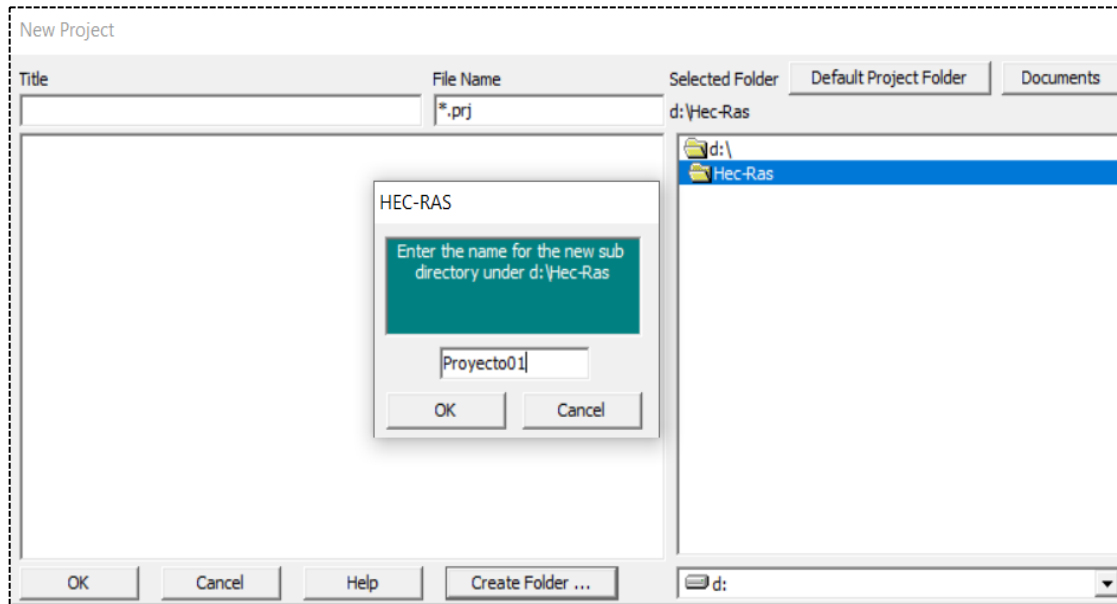 New Project
Title
File Name
Selected Folder
Default Project Folder
Documents
*.prj
d:\Hec-Ras
d:\
Hec-Ras
HEC-RAS
Enter the name for the new sub
directory under d:\Hec-Ras
Proyecto01
OK
Cancel
OK
Cancel
Help
Create Folder ...
d: